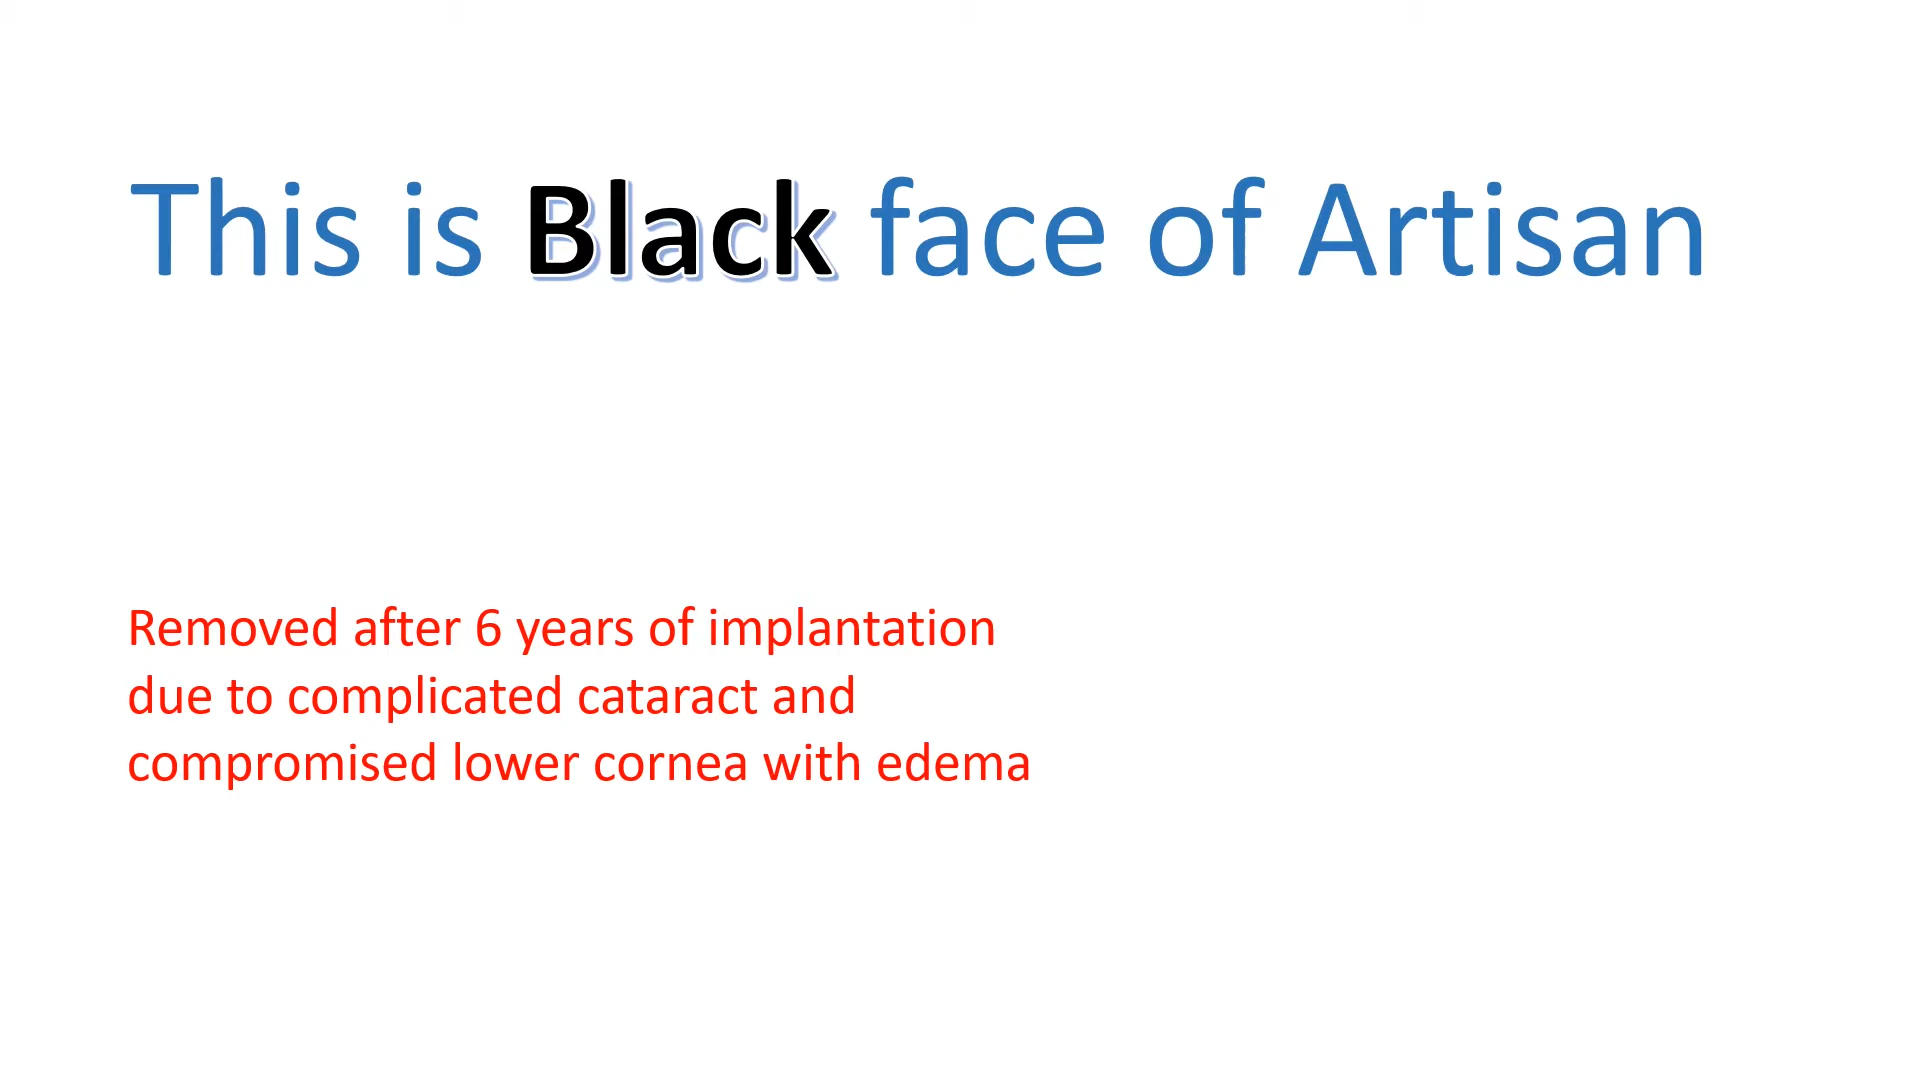 This is Black face of Artisan
Removed after 6 years of implantation
due to complicated cataract and
compromised lower cornea with edema